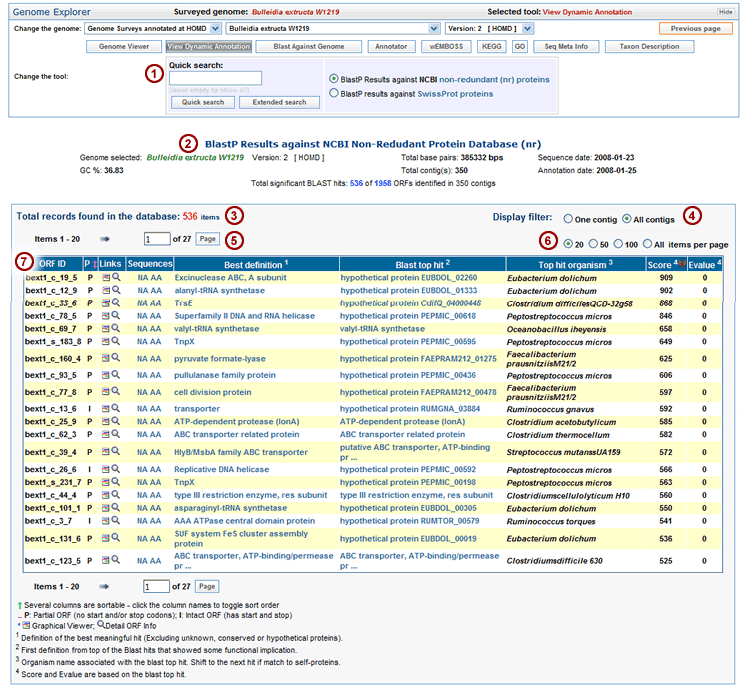 Genome Explorer Surveyed genome: Bulleidia extructa W1219 Selected tool: View Dynamic Annotation Hide
Change the genome: Genome Surveys annotated at HOMD Bulleidia extructa W1219 Version: 2 [ HOMD ] Previous page
Genome Viewer View Dynamic Annotation Blast Against Genome Annotator wEMBOSS KEGG GO Seq Meta Info Taxon Description
Change the tool:
1 Quick search:
(leave empty to show all)
Quick search Extended search
BlastP Results against NCBI non-redundant (nr) proteins
BlastP results against SwissProt proteins
2 BlastP Results against NCBI Non-Redudant Protein Database (nr)
Genome selected: Bulleidia extructa W1219 Version: 2 [ HOMD ] Total base pairs: 385332 bps Sequence date: 2008-01-23
GC %: 36.83 Total contig(s): 350 Annotation date: 2008-01-25
Total significant BLAST hits: 536 of 1958 ORFs identified in 350 contigs
Total records found in the database: 536 items 3 Display filter: One contig All contigs 4
Items 1 - 20 1 of 27 Page 5 6 20 50 100 All items per page
7 ORF ID P Links Sequences Best definition 1 Blast top hit 2 Top hit organism 3 Score 4 Evalue 4
bext1_c_19_5 P NA AA Excinuclease ABC, A subunit hypothetical protein EUBDOL_02260 Eubacterium dolichum 909 0
bext1_c_12_9 P NA AA alanyl-tRNA synthetase hypothetical protein EUBDOL_01333 Eubacterium dolichum 902 0
bext1_c_33_6 P NA AA TrsE hypothetical protein CdifQ_04000448 Clostridium difficilesQCD-32g58 868 0
bext1_c_78_5 P NA AA Superfamily II DNA and RNA helicase hypothetical protein PEPMIC_00618 Peptostreptococcus micros 846 0
bext1_c_69_7 P NA AA valyl-tRNA synthetase valyl-tRNA synthetase Oceanobacillus iheyensis 658 0
bext1_s_183_8 P NA AA TnpX hypothetical protein PEPMIC_00595 Peptostreptococcus micros 649 0
bext1_c_160_4 P NA AA pyruvate formate-lyase hypothetical protein FAEPRAM212_01275 Faecalibacterium prausnitziisM21/2 625 0
bext1_c_93_5 P NA AA pullulanase family protein hypothetical protein PEPMIC_00436 Peptostreptococcus micros 606 0
bext1_c_77_8 P NA AA cell division protein hypothetical protein FAEPRAM212_00478 Faecalibacterium prausnitziisM21/2 597 0
bext1_c_13_6 I NA AA transporter hypothetical protein RUMGNA_03884 Ruminococcus gnavus 592 0
bext1_c_25_9 P NA AA ATP-dependent protease (lonA) ATP-dependent protease (lonA) Clostridium acetobutylicum 585 0
bext1_c_62_3 P NA AA ABC transporter related protein ABC transporter related protein Clostridium thermocellum 582 0
bext1_c_39_4 P NA AA HlyB/MsbA family ABC transporter putative ABC transporter, ATP-binding pr ... Streptococcus mutanssUA159 572 0
bext1_c_26_6 I NA AA Replicative DNA helicase hypothetical protein PEPMIC_00592 Peptostreptococcus micros 566 0
bext1_s_231_7 P NA AA TnpX hypothetical protein PEPMIC_00198 Peptostreptococcus micros 563 0
bext1_c_44_4 P NA AA type III restriction enzyme, res subunit type III restriction enzyme, res subunit Clostridiumscellulolyticum H10 560 0
bext1_c_101_1 P NA AA asparaginyl-tRNA synthetase hypothetical protein EUBDOL_00305 Eubacterium dolichum 550 0
bext1_c_3_7 I NA AA AAA ATPase central domain protein hypothetical protein RUMTOR_00579 Ruminococcus torques 541 0
bext1_c_131_6 P NA AA SUF system FeS cluster assembly protein hypothetical protein EUBDOL_00019 Eubacterium dolichum 536 0
bext1_c_123_5 P NA AA ABC transporter, ATP-binding/permease pr ... ABC transporter, ATP-binding/permease pr ... Clostridiumsdifficile 630 525 0
Items 1 - 20 1 of 27 Page
Several columns are sortable - click the column names to toggle sort order
.. P: Partial ORF (no start and/or stop codons); I: Intact ORF (has start and stop)
* Graphical Viewer; Detail ORF Info
1 Definition of the best meaningful hit (Excluding unknown, conserved or hypothetical proteins).
2 First definition from top of the Blast hits that showed some functional implication.
3 Organism name associated with the blast top hit. Shift to the next hit if match to self-proteins.
4 Score and Evalue are based on the blast top hit.